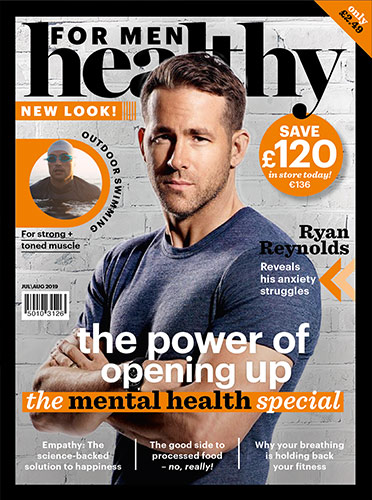 only
£2.49
FOR MEN
healthy
NEW LOOK!
OUTDOOR SWIMMING
For strong +
toned muscle
SAVE
£120
in store today!
€136
Ryan
Reynolds
Reveals
his anxiety
struggles
JUL\AUG 2019
5010 3126
the power of
opening up
the mental health special
Empathy: The
science-backed
solution to happiness
The good side to
processed food
– no, really!
Why your breathing
is holding back
your fitness